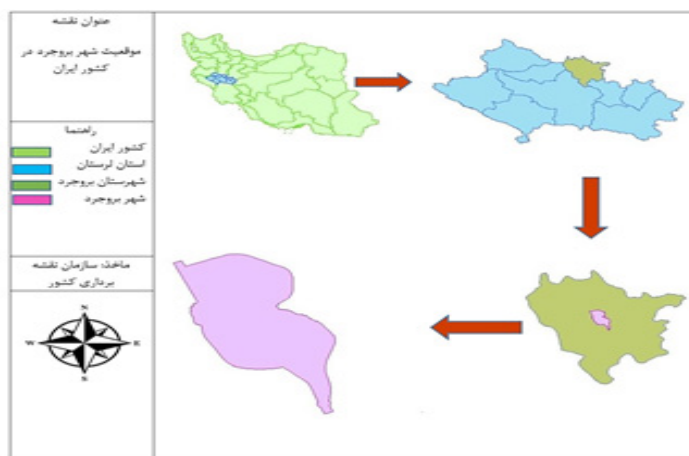 عنوان نقشه
موقعیت شهر بروجرد در
کشور ایران
راهنما
کشور ایران
استان لرستان
شهرستان بروجرد
شهر بروجرد
ماخذ: سازمان نقشه
برداری کشور
N
W E
S